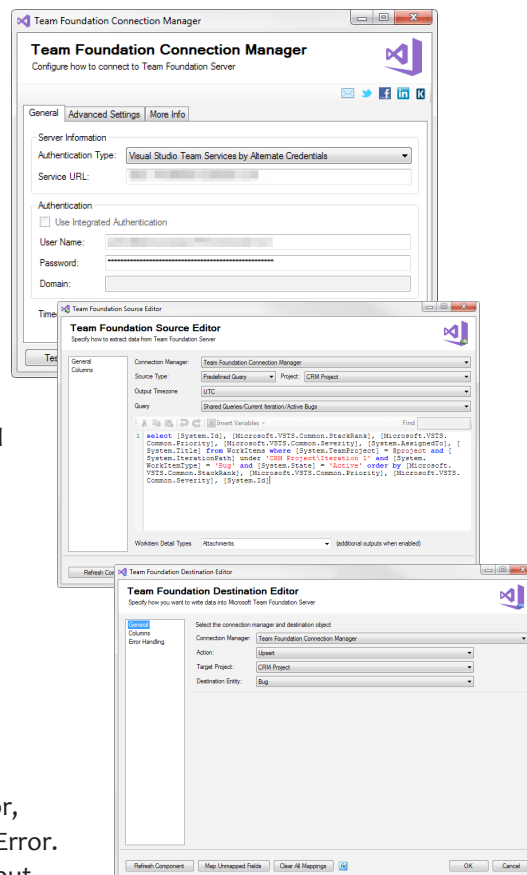 Team Foundation Connection Manager
Team Foundation Connection Manager
Configure how to connect to Team Foundation Server
General Advanced Settings More Info
Server Information
Authentication Type: Visual Studio Team Services by Alternate Credentials
Service URL:
Authentication
Use Integrated Authentication
User Name:
Password: **************************************************
Domain:
Team Foundation Source Editor
Team Foundation Source Editor
Specify how to extract data from Team Foundation Server
General
Columns
Connection Manager: Team Foundation Connection Manager
Source Type: Predefined Query Project: CRM Project
Output Timezone UTC
Query Shared Queries/Current Iteration/Active Bugs
Insert Variables Find
1 select [System.Id], [Microsoft.VSTS.Common.StackRank], [Microsoft.VSTS.
Common.Priority], [Microsoft.VSTS.Common.Severity], [System.AssignedTo], [
System.Title] from WorkItems where [System.TeamProject] = @project and [
System.IterationPath] under 'CRM Project\Iteration 1' and [System.
WorkItemType] = 'Bug' and [System.State] = 'Active' order by [Microsoft.
VSTS.Common.StackRank], [Microsoft.VSTS.Common.Priority], [Microsoft.VSTS.
Common.Severity], [System.Id]
Workitem Detail Types Attachments (additional outputs when enabled)
Team Foundation Destination Editor
Team Foundation Destination Editor
Specify how you want to write data into Microsoft Team Foundation Server
General
Columns
Error Handling
Select the connection manager and destination object
Connection Manager: Team Foundation Connection Manager
Action: Upsert
Target Project: CRM Project
Destination Entity: Bug
Error.
Refresh Component Map Unmapped Fields Clear All Mappings fx OK Cancel